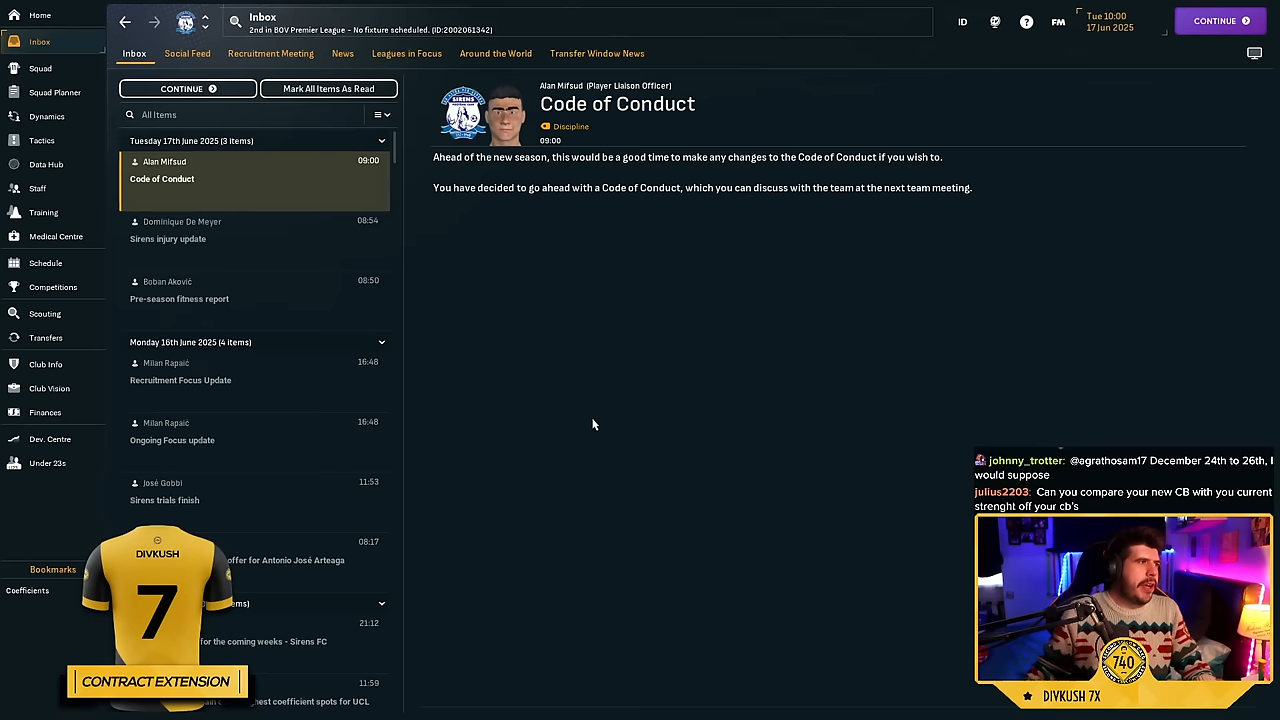 Home
Inbox
Squad
Squad Planner
Dynamics
Tactics
Data Hub
Staff
Training
Medical Centre
Schedule
Competitions
Scouting
Transfers
Club Info
Club Vision
Finances
Dev. Centre
Under 23s
Bookmarks
Coefficients
Inbox
2nd in BOV Premier League - No fixture scheduled. (ID:2002061342)
ID
FM
Tue 10:00
17 Jun 2025
CONTINUE
Inbox
Social Feed
Recruitment Meeting
News
Leagues in Focus
Around the World
Transfer Window News
CONTINUE
Mark All Items As Read
All Items
Tuesday 17th June 2025 (3 items)
Alan Mifsud
09:00
Code of Conduct
Dominique De Meyer
08:54
Sirens injury update
Boban Aković
08:50
Pre-season fitness report
Monday 16th June 2025 (4 items)
Milan Rapaić
16:48
Recruitment Focus Update
Milan Rapaić
16:48
Ongoing Focus update
José Gobbi
11:53
Sirens trials finish
08:17
offer for Antonio José Arteaga
21:12
for the coming weeks - Sirens FC
11:59
coefficient spots for UCL
SIRENS
Alan Mifsud (Player Liaison Officer)
Code of Conduct
Discipline
09:00
Ahead of the new season, this would be a good time to make any changes to the Code of Conduct if you wish to.
You have decided to go ahead with a Code of Conduct, which you can discuss with the team at the next team meeting.
DIVKUSH
7
CONTRACT EXTENSION
johnny_trotter: @agrathosam17 December 24th to 26th, I
would suppose
julius2203: Can you compare your new CB with you current
strenght off your cb's
740
DIVKUSH 7X